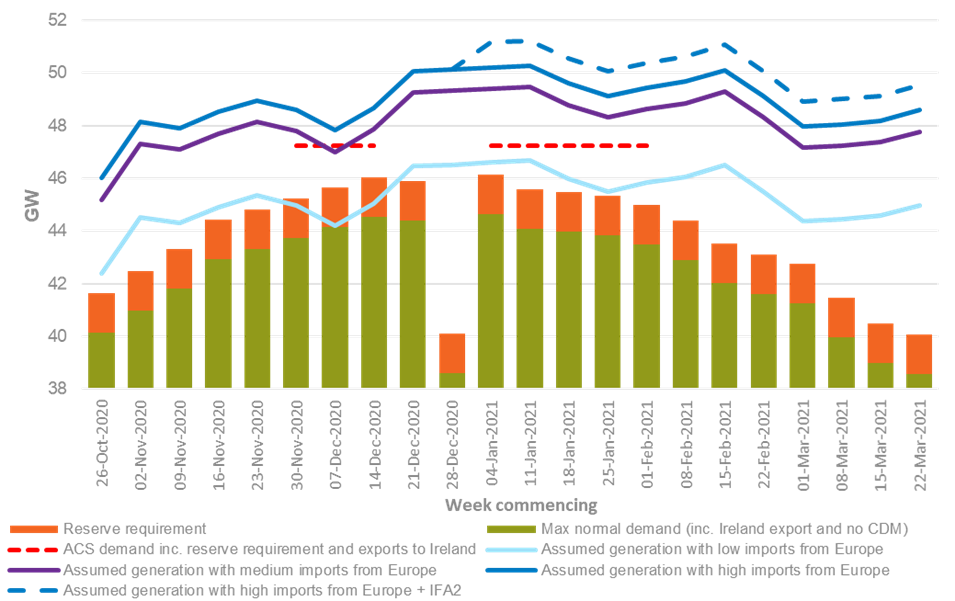 52
50
48
46
44
42
40
38
GW
26-Oct-2020
02-Nov-2020
09-Nov-2020
16-Nov-2020
23-Nov-2020
30-Nov-2020
07-Dec-2020
14-Dec-2020
21-Dec-2020
28-Dec-2020
04-Jan-2021
11-Jan-2021
18-Jan-2021
25-Jan-2021
01-Feb-2021
08-Feb-2021
15-Feb-2021
22-Feb-2021
01-Mar-2021
08-Mar-2021
15-Mar-2021
22-Mar-2021
Week commencing
Reserve requirement
Max normal demand (inc. Ireland export and no CDM)
ACS demand inc. reserve requirement and exports to Ireland
Assumed generation with low imports from Europe
Assumed generation with medium imports from Europe
Assumed generation with high imports from Europe
Assumed generation with high imports from Europe + IFA2